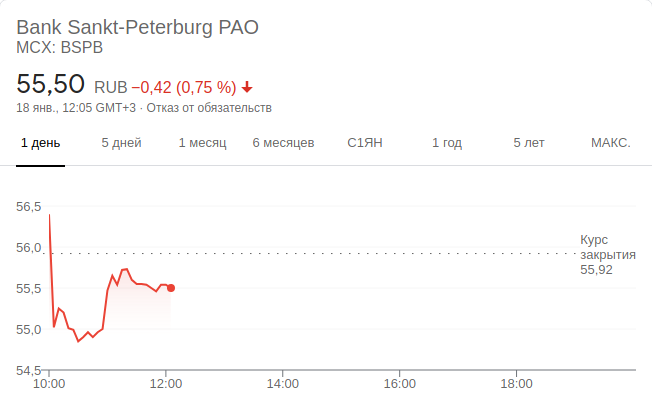 Bank Sankt-Peterburg PAO
MCX: BSPB
55,50 RUB −0,42 (0,75 %)
18 янв., 12:05 GMT+3 · Отказ от обязательств
1 день 5 дней 1 месяц 6 месяцев С1ЯН 1 год 5 лет МАКС.
56,5
56,0
55,5
55,0
54,5
Курс
закрытия
55,92
10:00 12:00 14:00 16:00 18:00